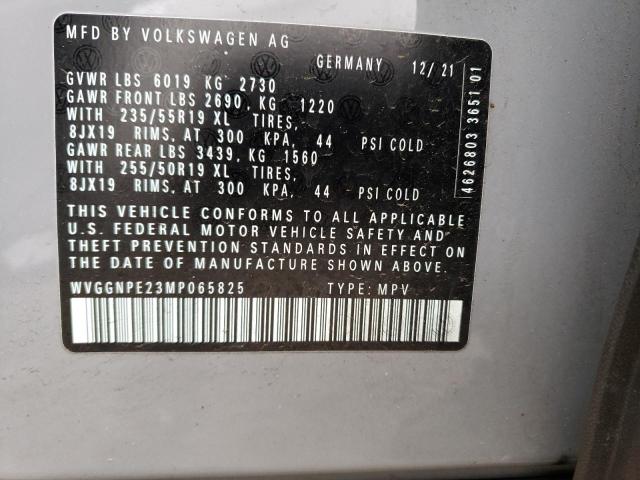 MFD BY VOLKSWAGEN AG
GERMANY 12/ 21
GVWR LBS 6019 KG 2730
GAWR FRONT LBS 2690, KG 1220
WITH 235/55R19 XL TIRES,
8JX19 RIMS, AT 300 KPA, 44 PSI COLD
GAWR REAR LBS 3439, KG 1560
WITH 255/50R19 XL TIRES,
8JX19 RIMS, AT 300 KPA, 44 PSI COLD
THIS VEHICLE CONFORMS TO ALL APPLICABLE
U.S. FEDERAL MOTOR VEHICLE SAFETY AND
THEFT PREVENTION STANDARDS IN EFFECT ON
THE DATE OF MANUFACTURE SHOWN ABOVE.
WVGGNPE23MP065825 TYPE: MPV
4626803 3651 01